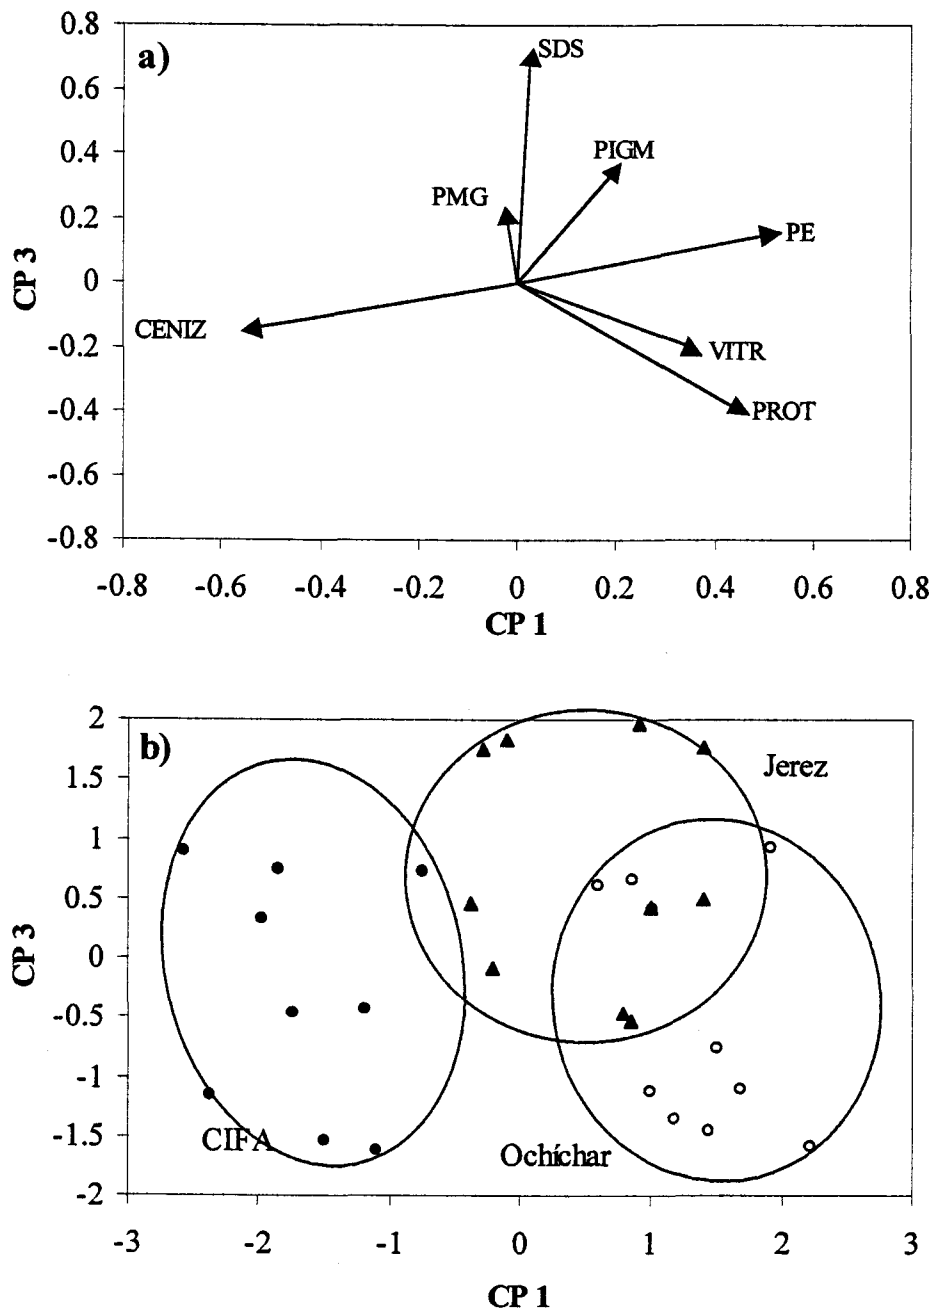 a)
0.8
0.6
0.4
0.2
0
-0.2
-0.4
-0.6
-0.8
CP 3
SDS
PIGM
PMG
PE
CENIZ
VITR
PROT
-0.8 -0.6 -0.4 -0.2 0 0.2 0.4 0.6 0.8
CP 1
b)
2
1
1
0.5
0
-0.5
-1
-1.5
-2
CP 3
Jerez
CIFA
Ochíchar
-3 -2 -1 0 1 2 3
CP 1